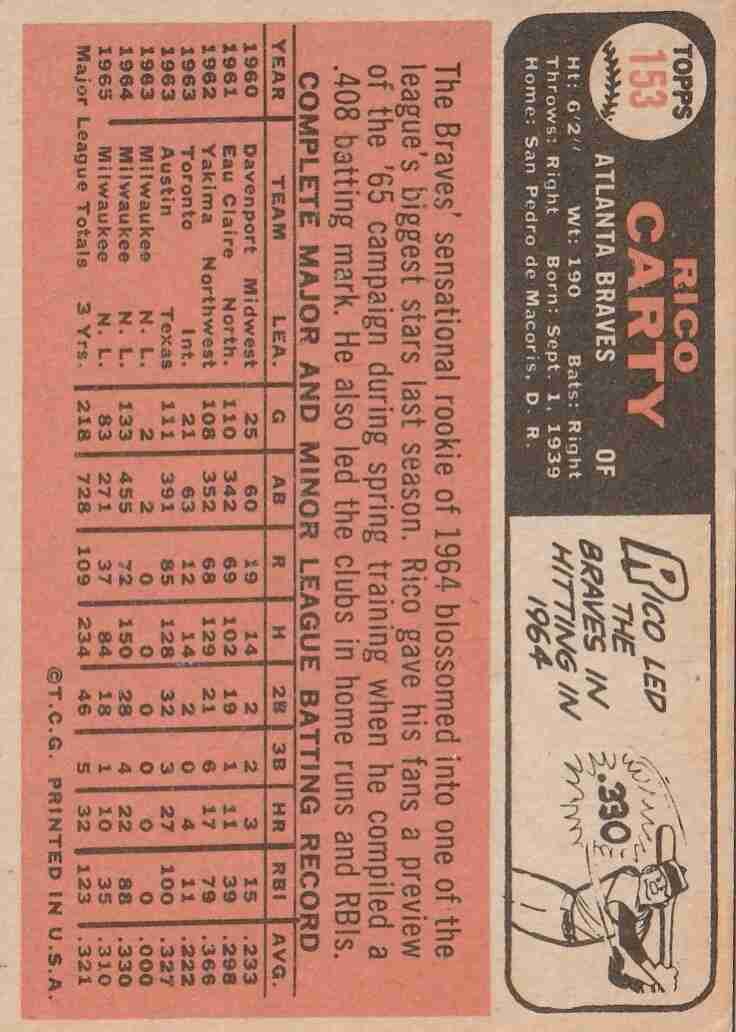 TOPPS
153
RICO
CARTY
ATLANTA BRAVES OF
Ht: 6'2" Wt: 190 Bats: Right
Throws: Right Born: Sept. 1, 1939
Home: San Pedro de Macoris, D. R.
RICO LED
THE
BRAVES IN
HITTING IN
1964
.330
The Braves' sensational rookie of 1964 blossomed into one of the
league's biggest stars last season. Rico gave his fans a preview
of the '65 campaign during spring training when he compiled a
.408 batting mark. He also led the clubs in home runs and RBIs.
COMPLETE MAJOR AND MINOR LEAGUE BATTING RECORD
YEAR TEAM LEA. G AB R H 2B 3B HR RBI AVG.
1960 Davenport Midwest 25 60 19 14 2 2 3 15 .233
1961 Eau Claire North. 110 342 69 102 19 1 11 39 .298
1962 Yakima Northwest 108 352 68 129 21 6 17 79 .366
1963 Toronto Int. 21 63 12 14 2 0 4 11 .222
1963 Austin Texas 111 391 85 128 32 3 27 100 .327
1963 Milwaukee N. L. 2 2 0 0 0 0 0 0 .000
1964 Milwaukee N. L. 133 455 72 150 28 4 22 88 .330
1965 Milwaukee N. L. 83 271 37 84 18 1 10 35 .310
Major League Totals 3 Yrs. 218 728 109 234 46 5 32 123 .321
©T.C.G. PRINTED IN U.S.A.